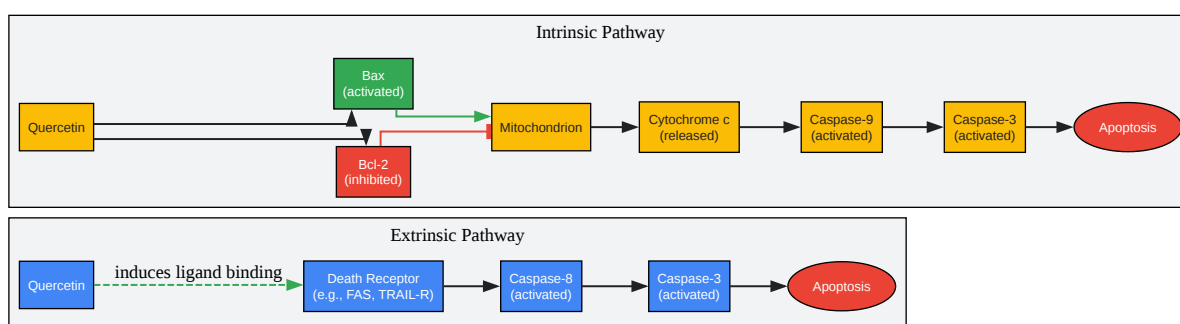 Intrinsic Pathway
Bax
(activated)
Quercetin
Mitochondrion
Cytochrome c
(released)
Caspase-9
(activated)
Caspase-3
(activated)
Apoptosis
Bcl-2
(inhibited)
Extrinsic Pathway
Quercetin
induces ligand binding
Death Receptor
(e.g., FAS, TRAIL-R)
Caspase-8
(activated)
Caspase-3
(activated)
Apoptosis